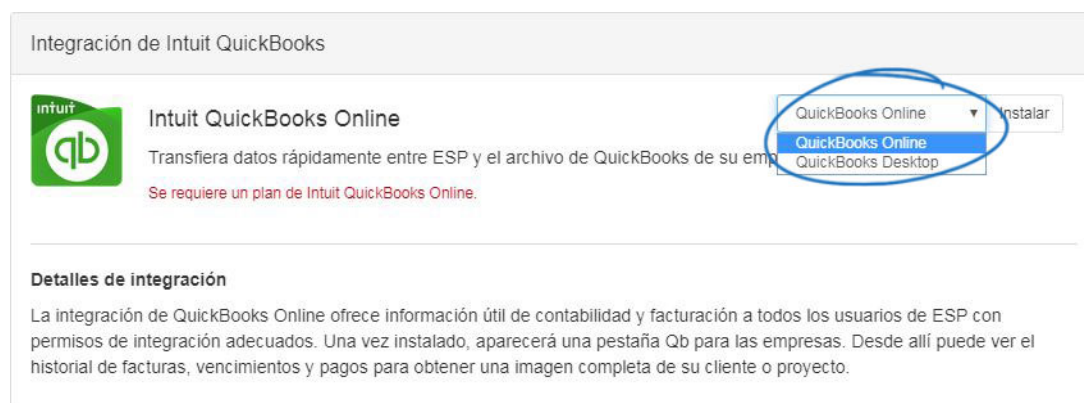 Integración de Intuit QuickBooks
intuit
qb
Intuit QuickBooks Online
QuickBooks Online
Instalar
QuickBooks Online
QuickBooks Desktop
Transfiera datos rápidamente entre ESP y el archivo de QuickBooks de su emp
Se requiere un plan de Intuit QuickBooks Online.
Detalles de integración
La integración de QuickBooks Online ofrece información útil de contabilidad y facturación a todos los usuarios de ESP con
permisos de integración adecuados. Una vez instalado, aparecerá una pestaña Qb para las empresas. Desde allí puede ver el
historial de facturas, vencimientos y pagos para obtener una imagen completa de su cliente o proyecto.